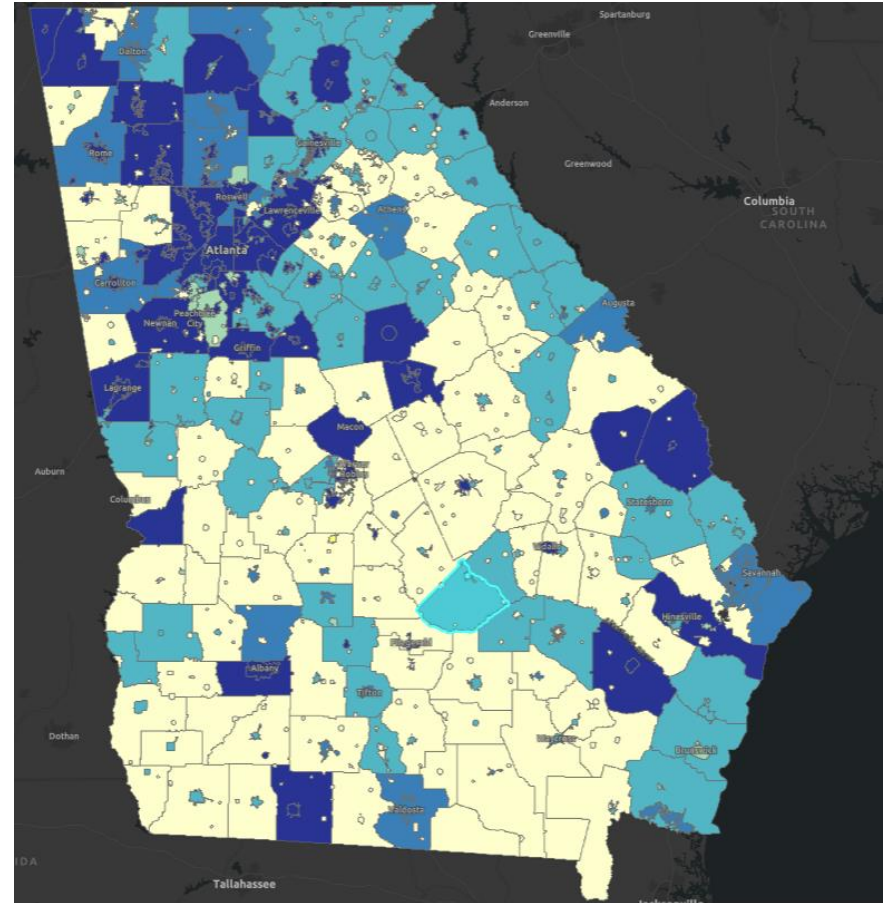 Spartanburg
Greenville
Dalton
Anderson
Gainesville
Greenwood
Rome
Columbia
SOUTH
CAROLINA
Roswell
Lawrenceville
Athens
Atlanta
Carrollton
Augusta
Peachtree
City
Newnan
Griffin
Lagrange
Macon
Auburn
Columbus
Statesboro
Vidalia
Savannah
Hinesville
Fitzgerald
Albany
Tifton
Dothan
Waycross
Brunswick
Valdosta
IDA
Tallahassee
Jacksonville